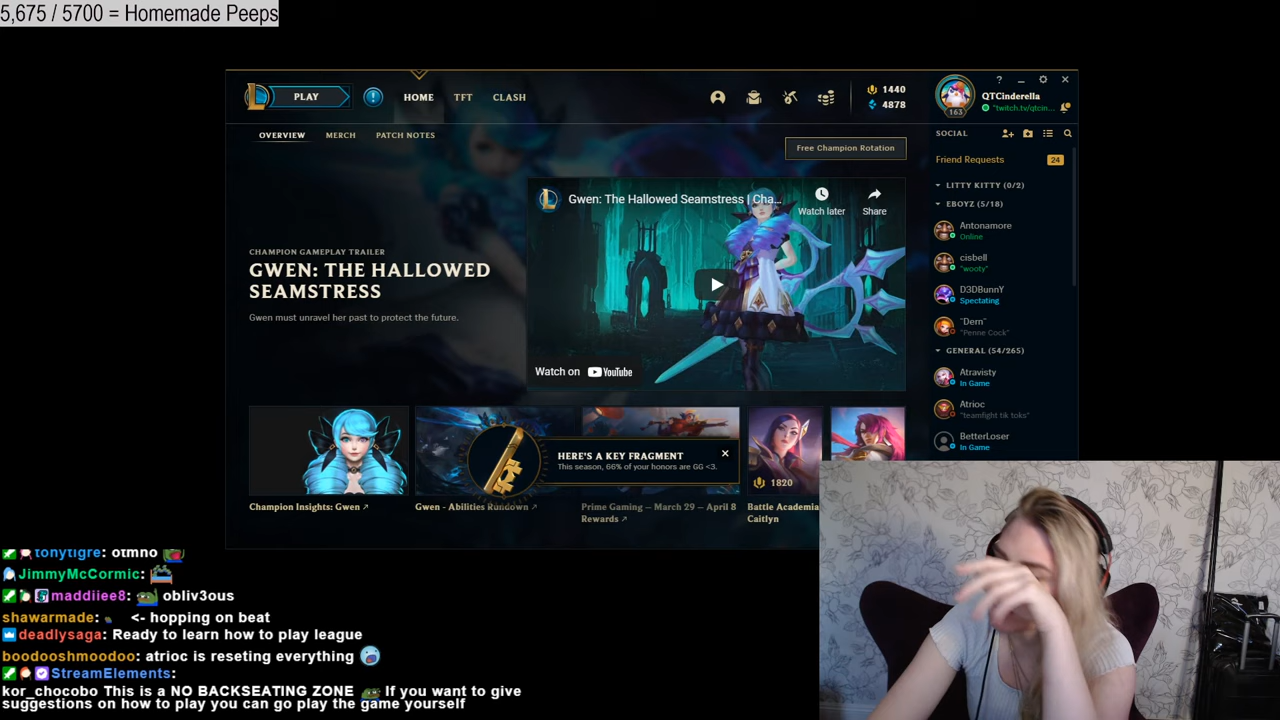 5,675 / 5700 = Homemade Peeps
PLAY
HOME
TFT
CLASH
1440
4878
163
QTCinderella
"twitch.tv/qtcin...
OVERVIEW
MERCH
PATCH NOTES
Free Champion Rotation
SOCIAL
Friend Requests
24
LITTY KITTY (0/2)
EBOYZ (5/18)
Antonamore
Online
cisbell
"wooty"
D3DBunnY
Spectating
"Dern"
"Penne Cock"
GENERAL (54/265)
Atravisty
In Game
Atrioc
"teamfight tik toks"
BetterLoser
In Game
CHAMPION GAMEPLAY TRAILER
GWEN: THE HALLOWED
SEAMSTRESS
Gwen must unravel her past to protect the future.
Gwen: The Hallowed Seamstress | Cha...
Watch later
Share
Watch on YouTube
HERE'S A KEY FRAGMENT
This season, 66% of your honors are GG <3.
1820
Champion Insights: Gwen
Gwen - Abilities Rundown
Prime Gaming — March 29 — April 8
Rewards
Battle Academia
Caitlyn
tonytigre: otmno
JimmyMcCormic:
maddiiee8: obliv3ous
shawarmade: <- hopping on beat
deadlysaga: Ready to learn how to play league
boodooshmoodoo: atrioc is reseting everything
StreamElements:
kor_chocobo This is a NO BACKSEATING ZONE If you want to give
suggestions on how to play you can go play the game yourself